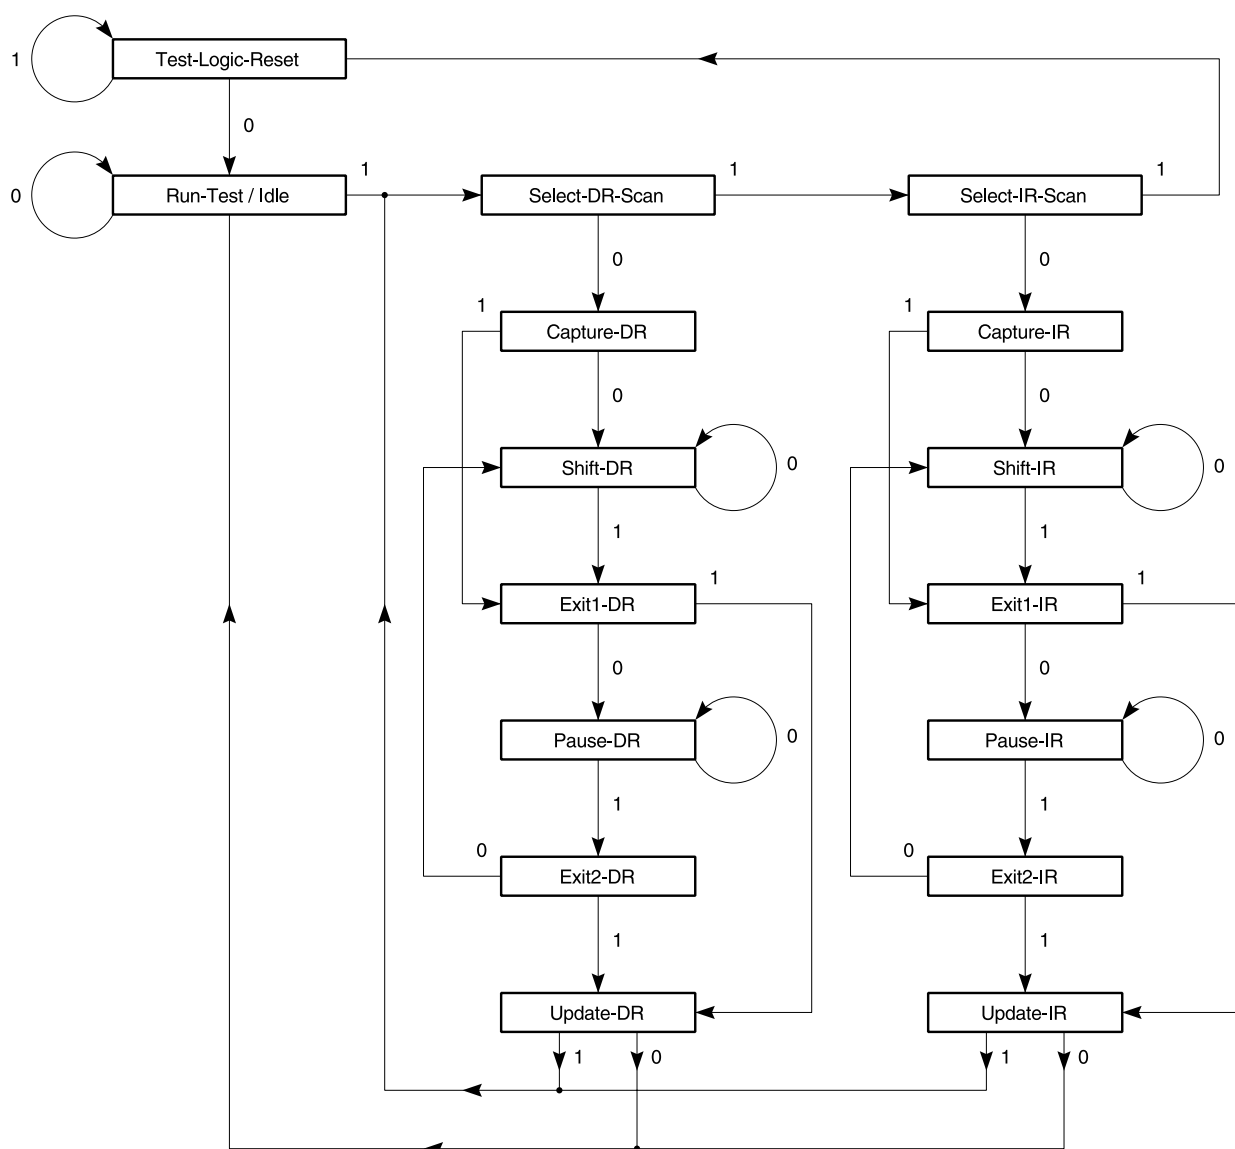 1
Test-Logic-Reset
0
0
Run-Test / Idle
1
Select-DR-Scan
1
Select-IR-Scan
1
0
0
1
Capture-DR
1
Capture-IR
0
0
Shift-DR
0
Shift-IR
0
1
1
Exit1-DR
1
Exit1-IR
1
0
0
Pause-DR
0
Pause-IR
0
1
1
0
Exit2-DR
0
Exit2-IR
1
1
Update-DR
Update-IR
1
0
1
0